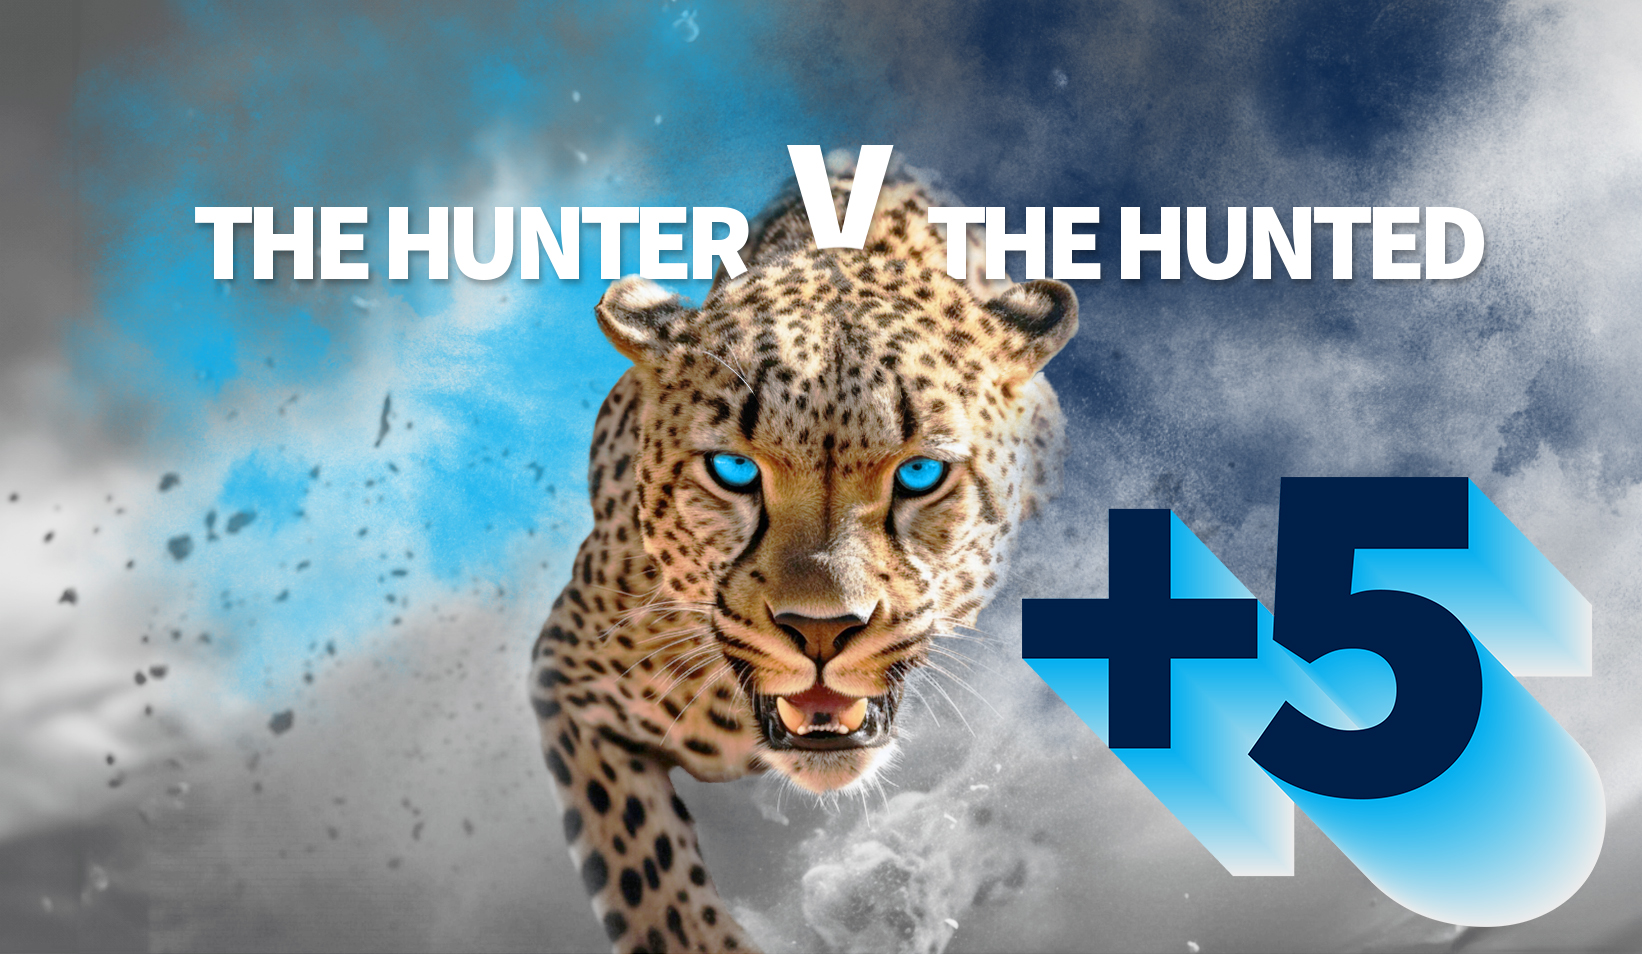 THE HUNTER V THE HUNTED
+5